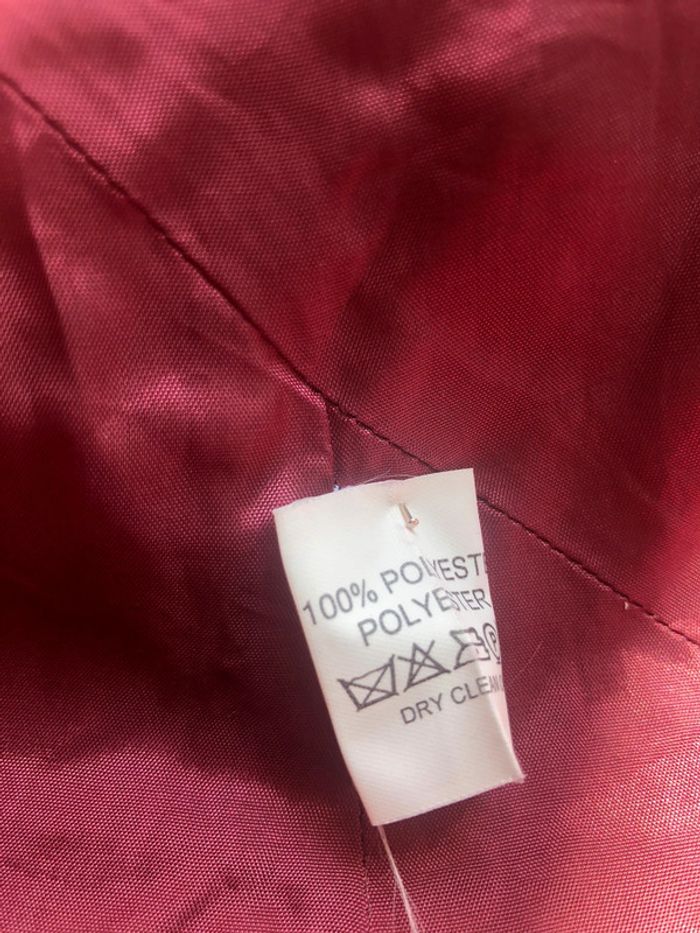 100% POLYEST
POLYESTER
P
DRY CLEAN